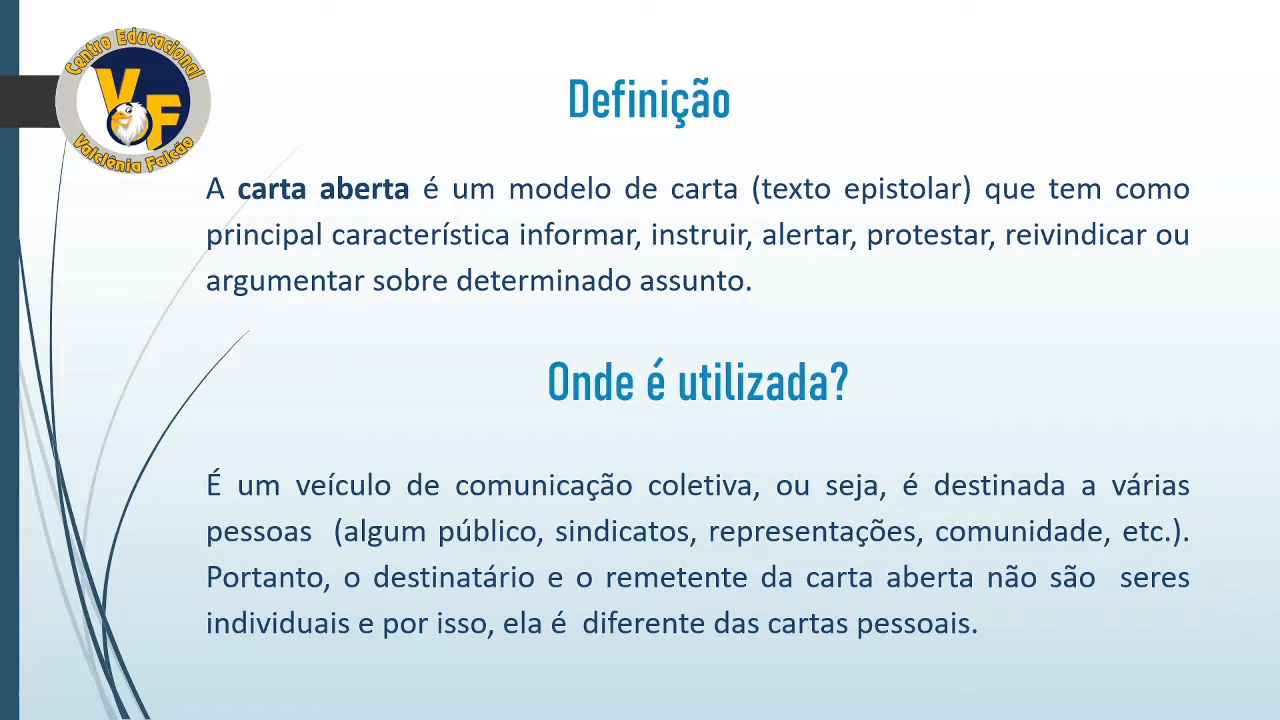 Centro Educacional
VF
Valclênia Falcão
Definição
A carta aberta é um modelo de carta (texto epistolar) que tem como
principal característica informar, instruir, alertar, protestar, reivindicar ou
argumentar sobre determinado assunto.
Onde é utilizada?
É um veículo de comunicação coletiva, ou seja, é destinada a várias
pessoas (algum público, sindicatos, representações, comunidade, etc.).
Portanto, o destinatário e o remetente da carta aberta não são seres
individuais e por isso, ela é diferente das cartas pessoais.